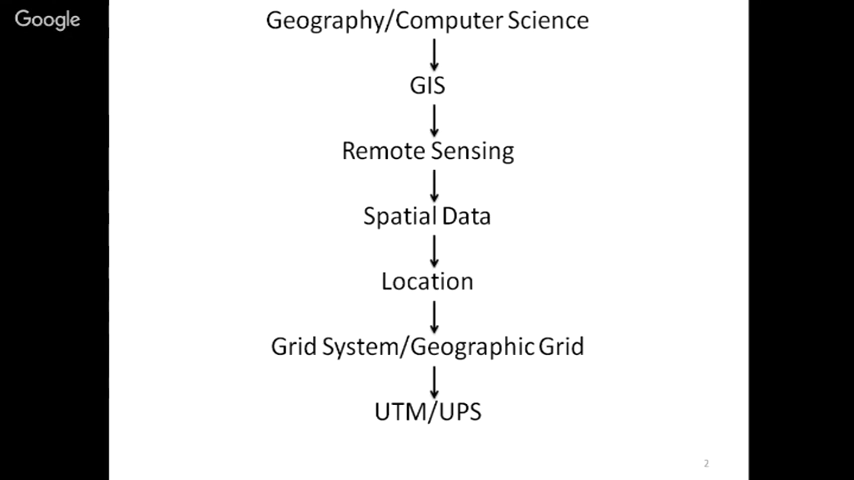 Google
Geography/Computer Science
GIS
Remote Sensing
Spatial Data
Location
Grid System/Geographic Grid
UTM/UPS
2